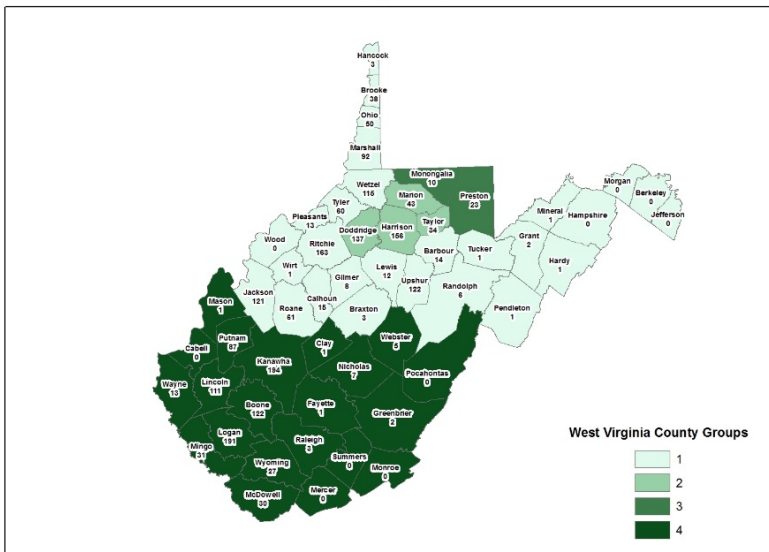 Hancock
3
Brooke
38
Ohio
50
Marshall
92
Wetzel
115
Monongalia
10
Marion
43
Preston
23
Morgan
0
Berkeley
0
Jefferson
0
Tyler
60
Pleasants
13
Doddridge
137
Harrison
156
Taylor
34
Mineral
1
Hampshire
0
Wood
0
Ritchie
163
Barbour
14
Tucker
1
Grant
2
Hardy
1
Wirt
1
Lewis
12
Gilmer
8
Upshur
122
Randolph
6
Jackson
121
Calhoun
15
Roane
61
Braxton
3
Pendleton
1
Mason
1
Putnam
87
Clay
1
Webster
5
Cabell
0
Kanawha
194
Nicholas
7
Pocahontas
0
Wayne
13
Lincoln
111
Boone
122
Fayette
1
Greenbrier
2
Logan
191
Mingo
31
Raleigh
3
Summers
0
Wyoming
27
Monroe
0
McDowell
30
Mercer
0
West Virginia County Groups
1
2
3
4